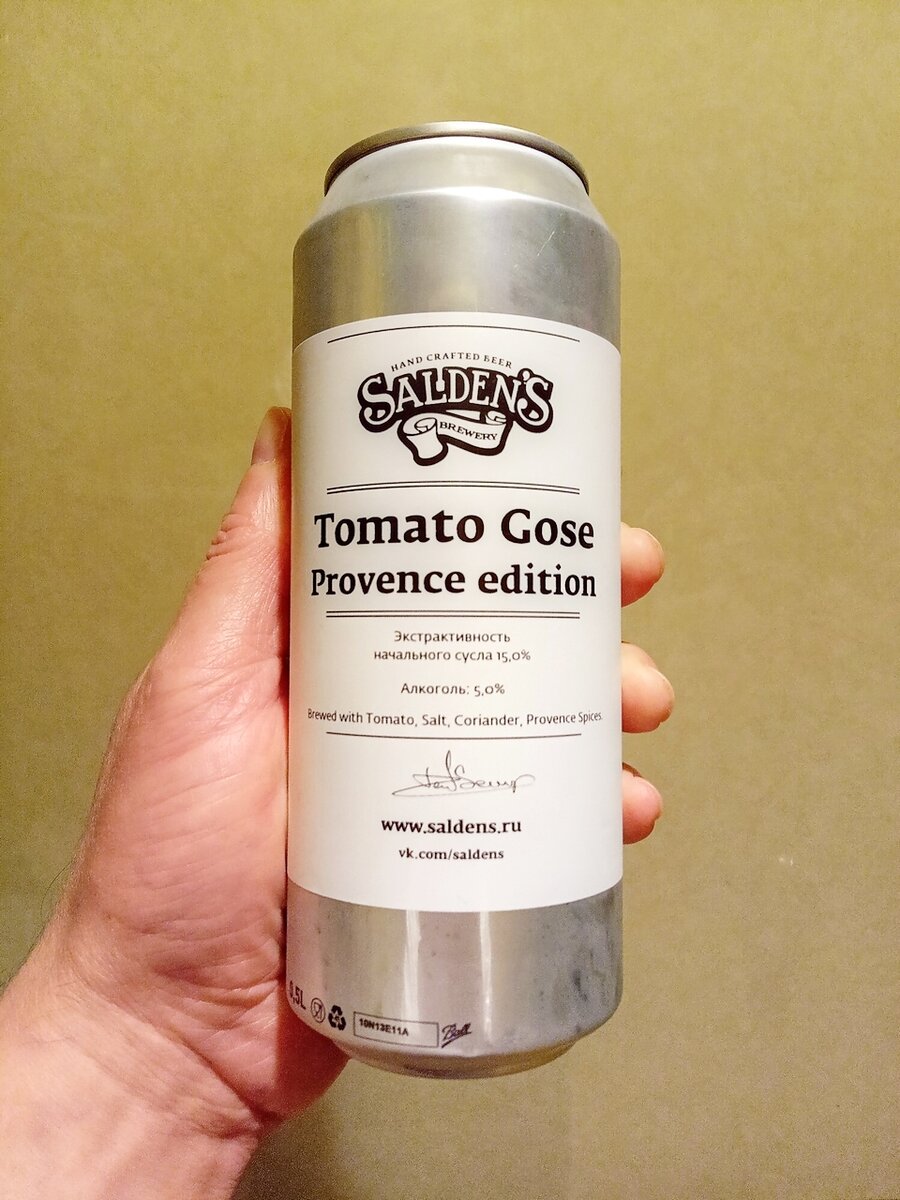 HAND CRAFTED BEER
SALDEN'S
BREWERY
Tomato Gose
Provence edition
Экстрактивность
начального сусла 15,0%
Алкоголь: 5,0%
Brewed with Tomato, Salt, Coriander, Provence Spices.
www.saldens.ru
vk.com/saldens
0,5L
10N13E11A
Ball